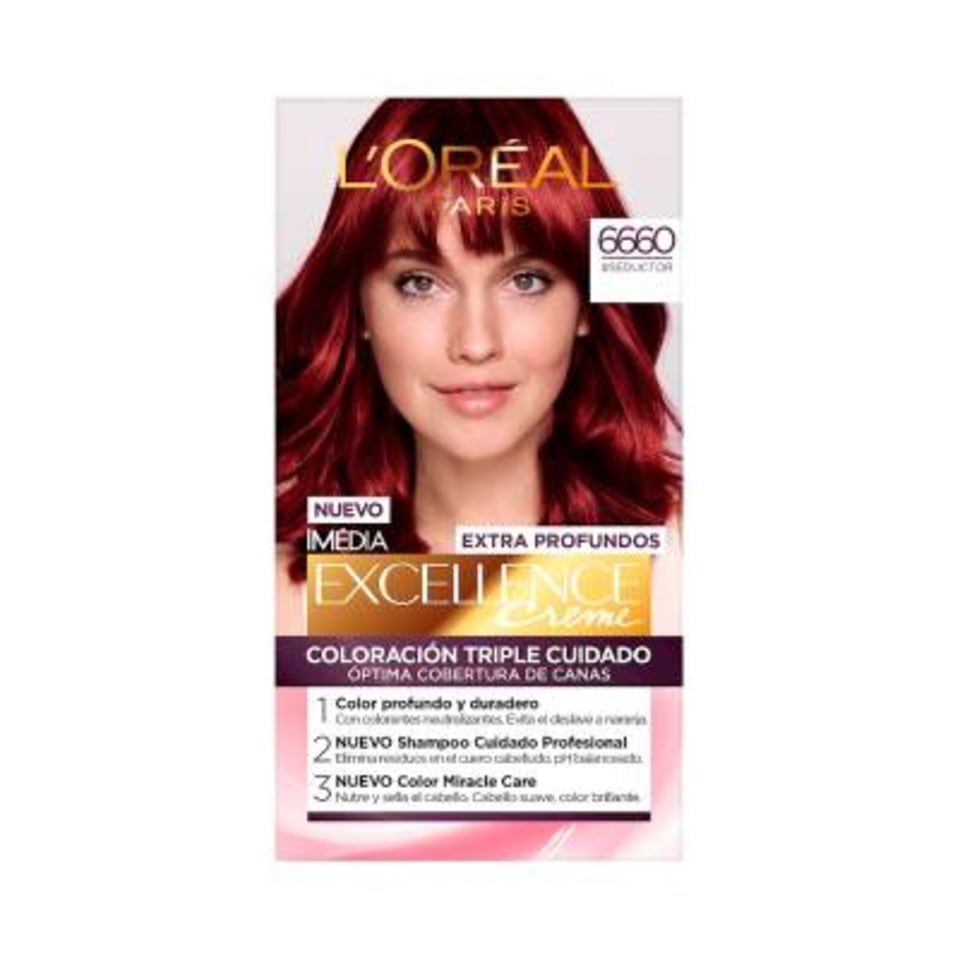 L'ORÉAL
PARIS
6660
#SEDUCTOR
NUEVO
IMÉDIA
EXTRA PROFUNDOS
EXCELLENCE
Creme
COLORACIÓN TRIPLE CUIDADO
ÓPTIMA COBERTURA DE CANAS
1 Color profundo y duradero
Con colorantes neutralizantes. Evita el deslave a naranja.
2 NUEVO Shampoo Cuidado Profesional
Elimina residuos en el cuero cabelludo. pH balanceado.
3 NUEVO Color Miracle Care
Nutre y sella el cabello. Cabello suave, color brillante.